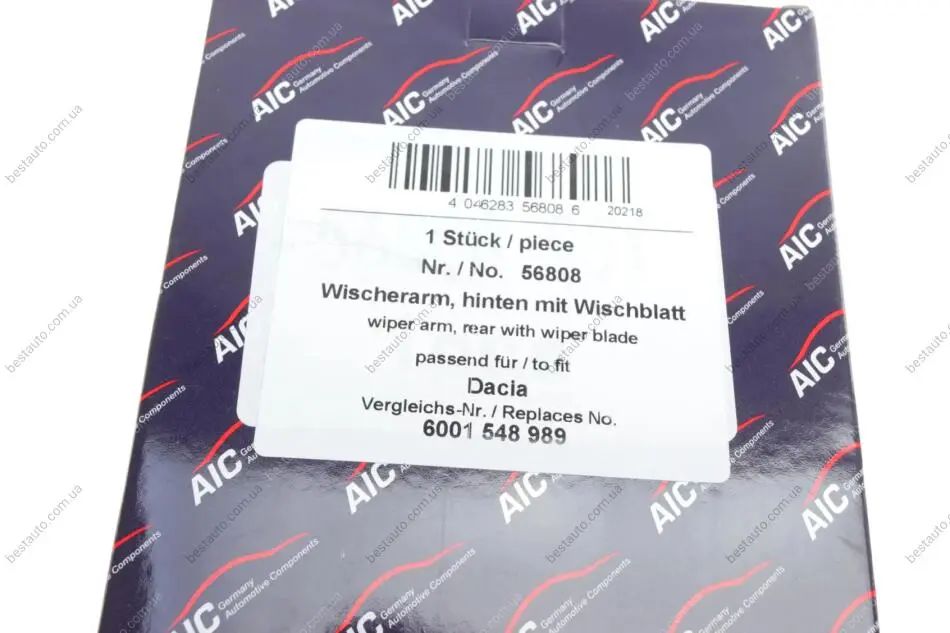 4 046283 56808 6 20218
1 Stück / piece
Nr. / No. 56808
Wischerarm, hinten mit Wischblatt
wiper arm, rear with wiper blade
passend für / to fit
Dacia
Vergleichs-Nr. / Replaces No.
6001 548 989
AIC Germany
Automotive Components
bestauto.com.ua